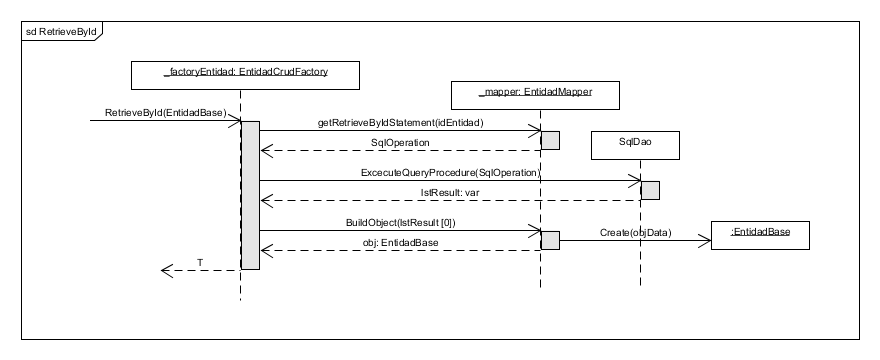 sd RetrieveById
_factoryEntidad: EntidadCrudFactory
_mapper: EntidadMapper
RetrieveById(EntidadBase)
getRetrieveByIdStatement(idEntidad)
SqlOperation
SqlDao
ExcecuteQueryProcedure(SqlOperation)
lstResult: var
BuildObject(lstResult [0])
Create(objData)
:EntidadBase
obj: EntidadBase
T